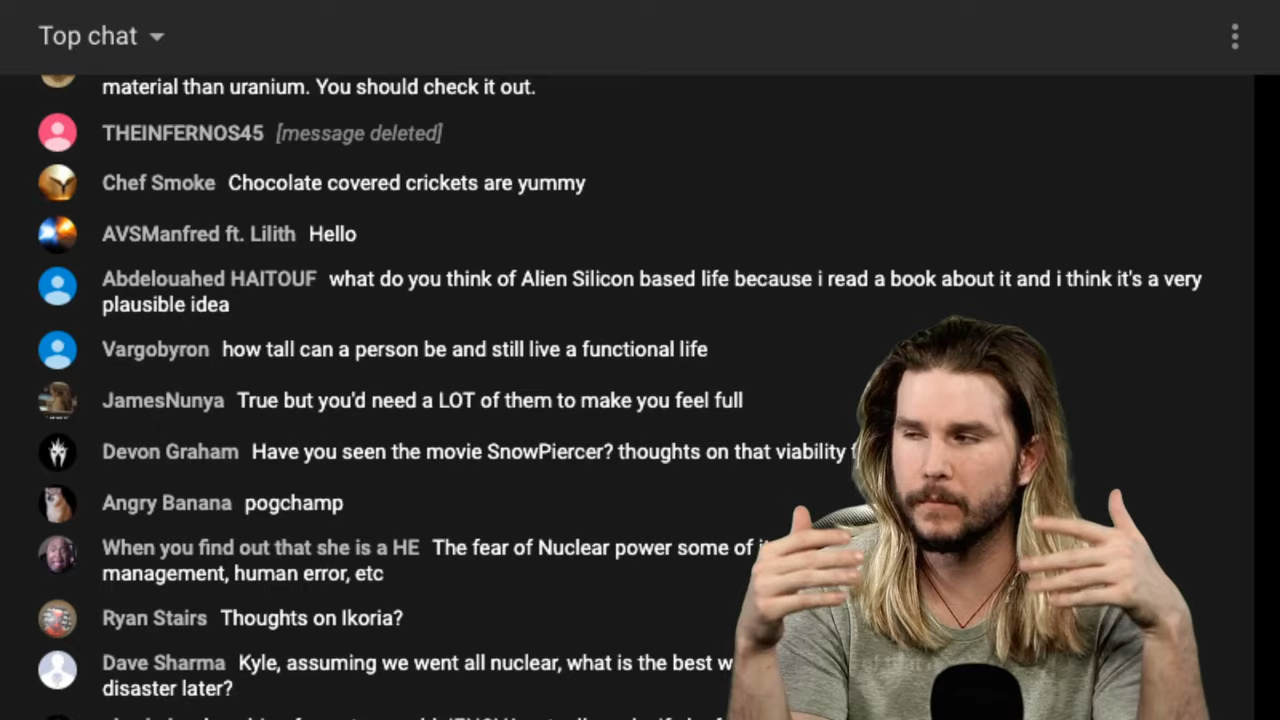 Top chat
material than uranium. You should check it out.
THEINFERNOS45 [message deleted]
Chef Smoke Chocolate covered crickets are yummy
AVSManfred ft. Lilith Hello
Abdelouahed HAITOUF what do you think of Alien Silicon based life because i read a book about it and i think it's a very
plausible idea
Vargobyron how tall can a person be and still live a functional life
JamesNunya True but you'd need a LOT of them to make you feel full
Devon Graham Have you seen the movie SnowPiercer? thoughts on that viability
Angry Banana pogchamp
When you find out that she is a HE The fear of Nuclear power some of
management, human error, etc
Ryan Stairs Thoughts on Ikoria?
Dave Sharma Kyle, assuming we went all nuclear, what is the best
disaster later?